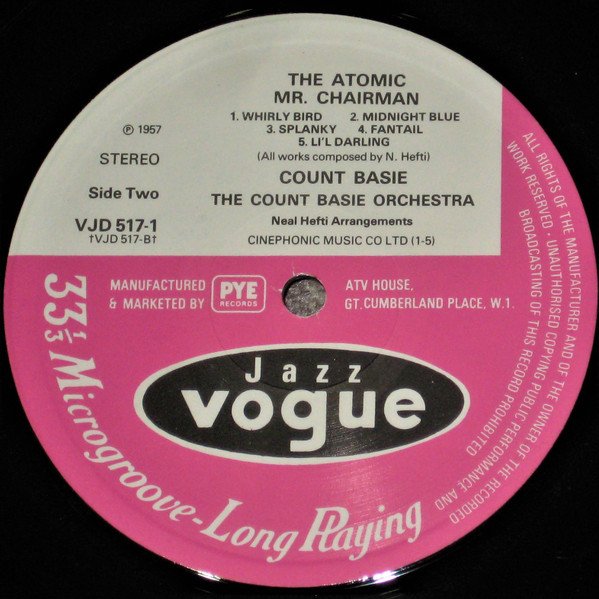 THE ATOMIC
MR. CHAIRMAN
1. WHIRLY BIRD 2. MIDNIGHT BLUE
3. SPLANKY 4. FANTAIL
5. LI'L DARLING
(All works composed by N. Hefti)
COUNT BASIE
THE COUNT BASIE ORCHESTRA
Neal Hefti Arrangements
CINEPHONIC MUSIC CO LTD (1-5)
℗ 1957
STEREO
Side Two
VJD 517-1
†VJD 517-B†
MANUFACTURED
& MARKETED BY
PYE
RECORDS
ATV HOUSE,
GT.CUMBERLAND PLACE, W.1.
Jazz
vogue
33 1/3 Microgroove-Long Playing
ALL RIGHTS OF THE MANUFACTURER AND OF THE OWNER OF THE RECORDED
WORK RESERVED · UNAUTHORISED COPYING PUBLIC PERFORMANCE AND
BROADCASTING OF THIS RECORD PROHIBITED